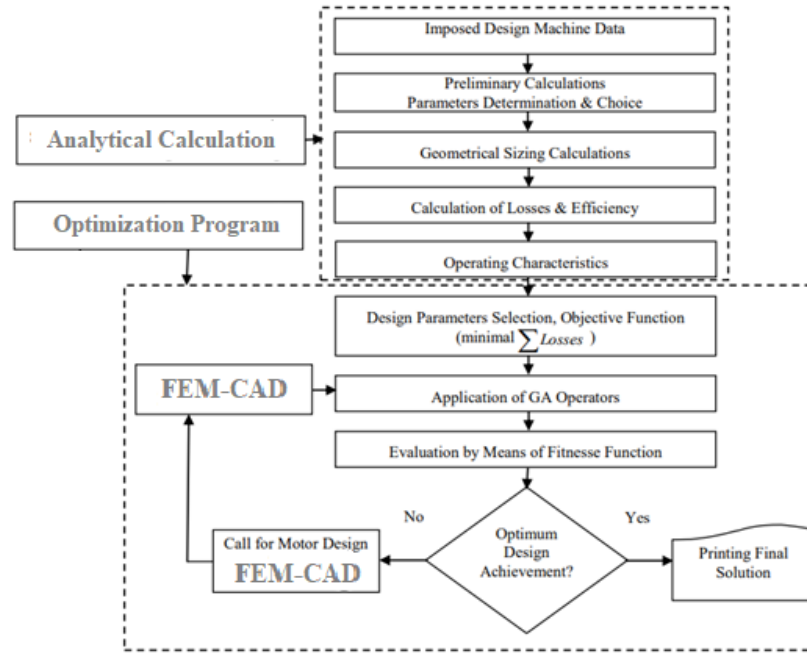 Imposed Design Machine Data
Preliminary Calculations
Parameters Determination & Choice
Analytical Calculation
Geometrical Sizing Calculations
Calculation of Losses & Efficiency
Optimization Program
Operating Characteristics
Design Parameters Selection, Objective Function
(minimal ∑ Losses )
FEM-CAD
Application of GA Operators
Evaluation by Means of Fitnesse Function
No
Yes
Optimum
Design
Achievement?
Call for Motor Design
FEM-CAD
Printing Final
Solution